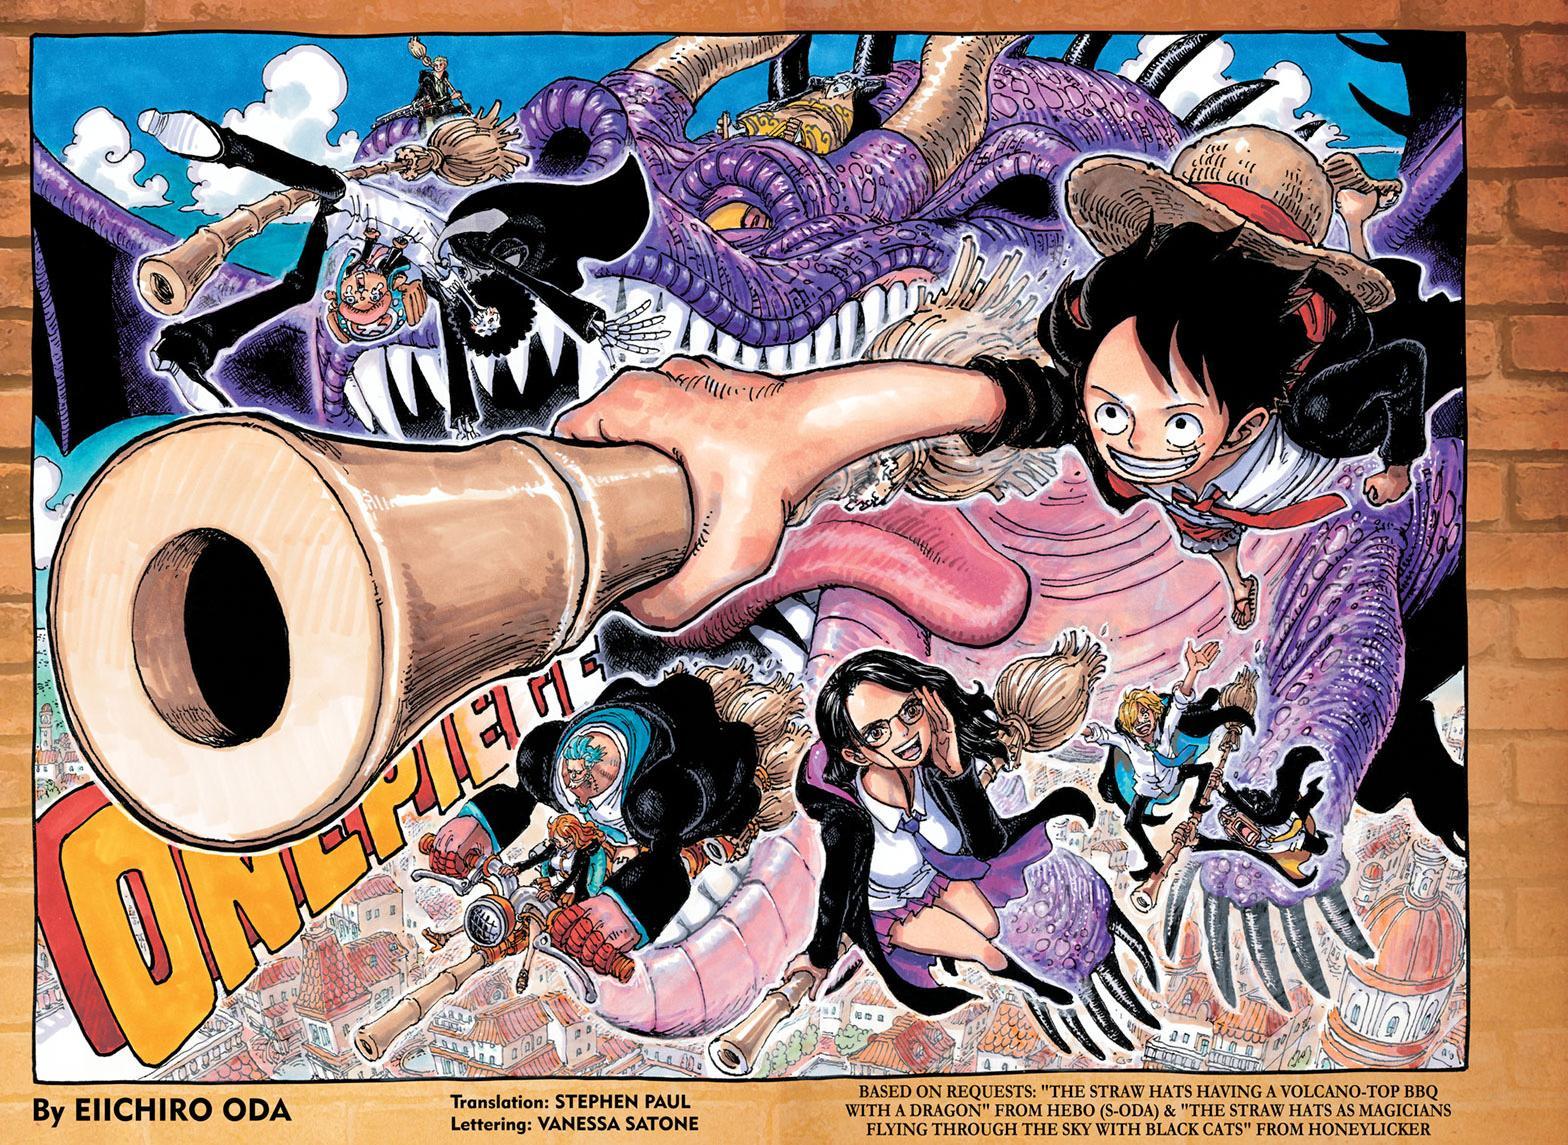 ONE PIECE
By EIICHIRO ODA
Translation: STEPHEN PAUL
Lettering: VANESSA SATONE
BASED ON REQUESTS: "THE STRAW HATS HAVING A VOLCANO-TOP BBQ
WITH A DRAGON" FROM HEBO (S-ODA) & "THE STRAW HATS AS MAGICIANS
FLYING THROUGH THE SKY WITH BLACK CATS" FROM HONEYLICKER